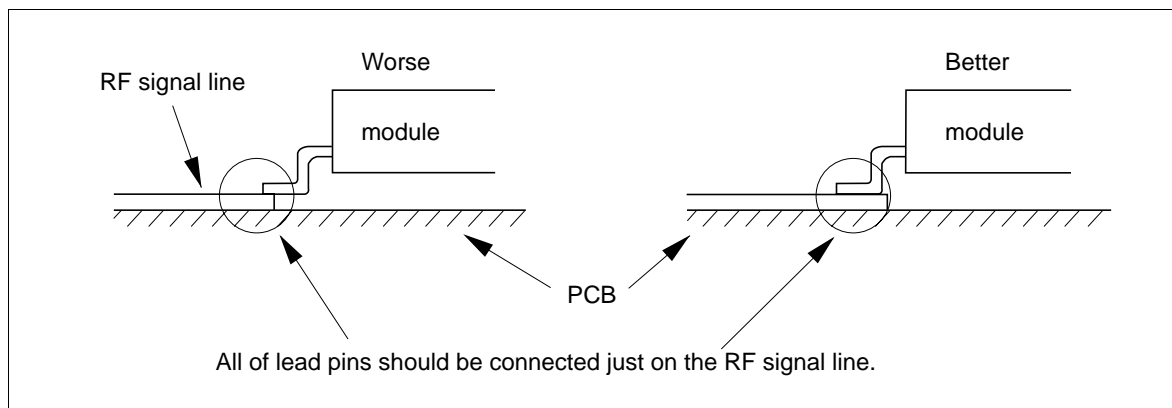 Worse
Better
RF signal line
module
module
PCB
All of lead pins should be connected just on the RF signal line.